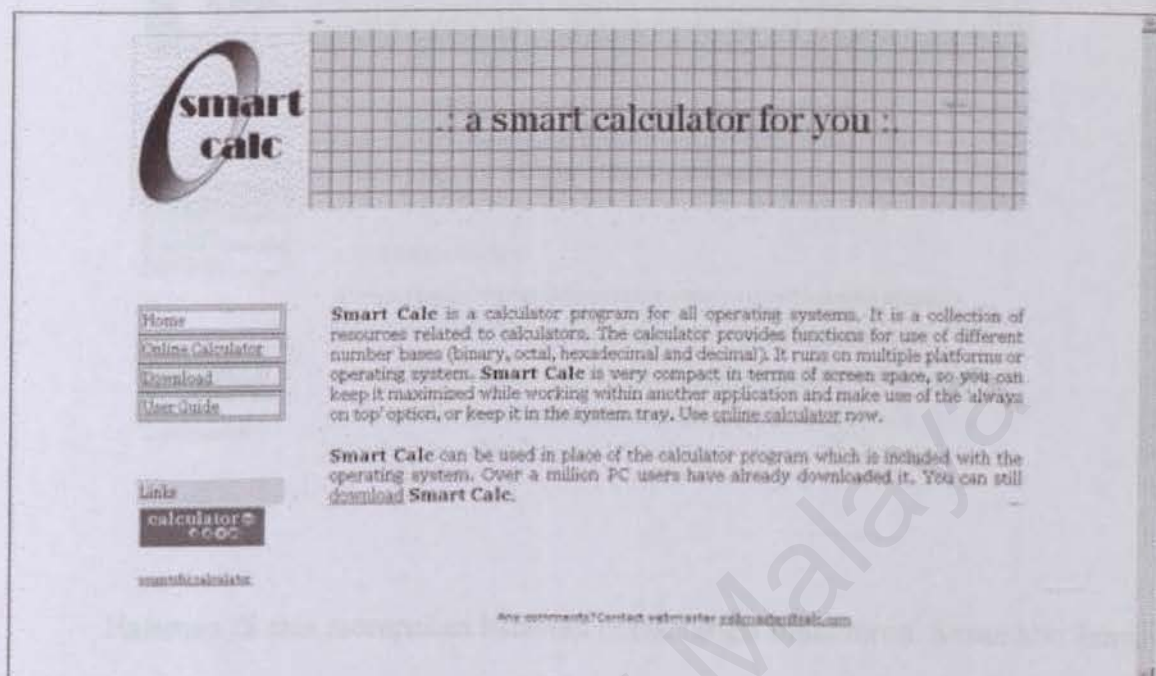 smart
calc
.: a smart calculator for you :.
Home
Online Calculator
Download
User Guide
Smart Calc is a calculator program for all operating systems. It is a collection of
resources related to calculators. The calculator provides functions for use of different
number bases (binary, octal, hexadecimal and decimal). It runs on multiple platforms or
operating system. Smart Calc is very compact in terms of screen space, so you can
keep it maximized while working within another application and make use of the 'always
on top' option, or keep it in the system tray. Use online calculator now.
Smart Calc can be used in place of the calculator program which is included with the
operating system. Over a million PC users have already downloaded it. You can still
download Smart Calc.
Links
calculator
Any comments? Contact webmaster
Malaya